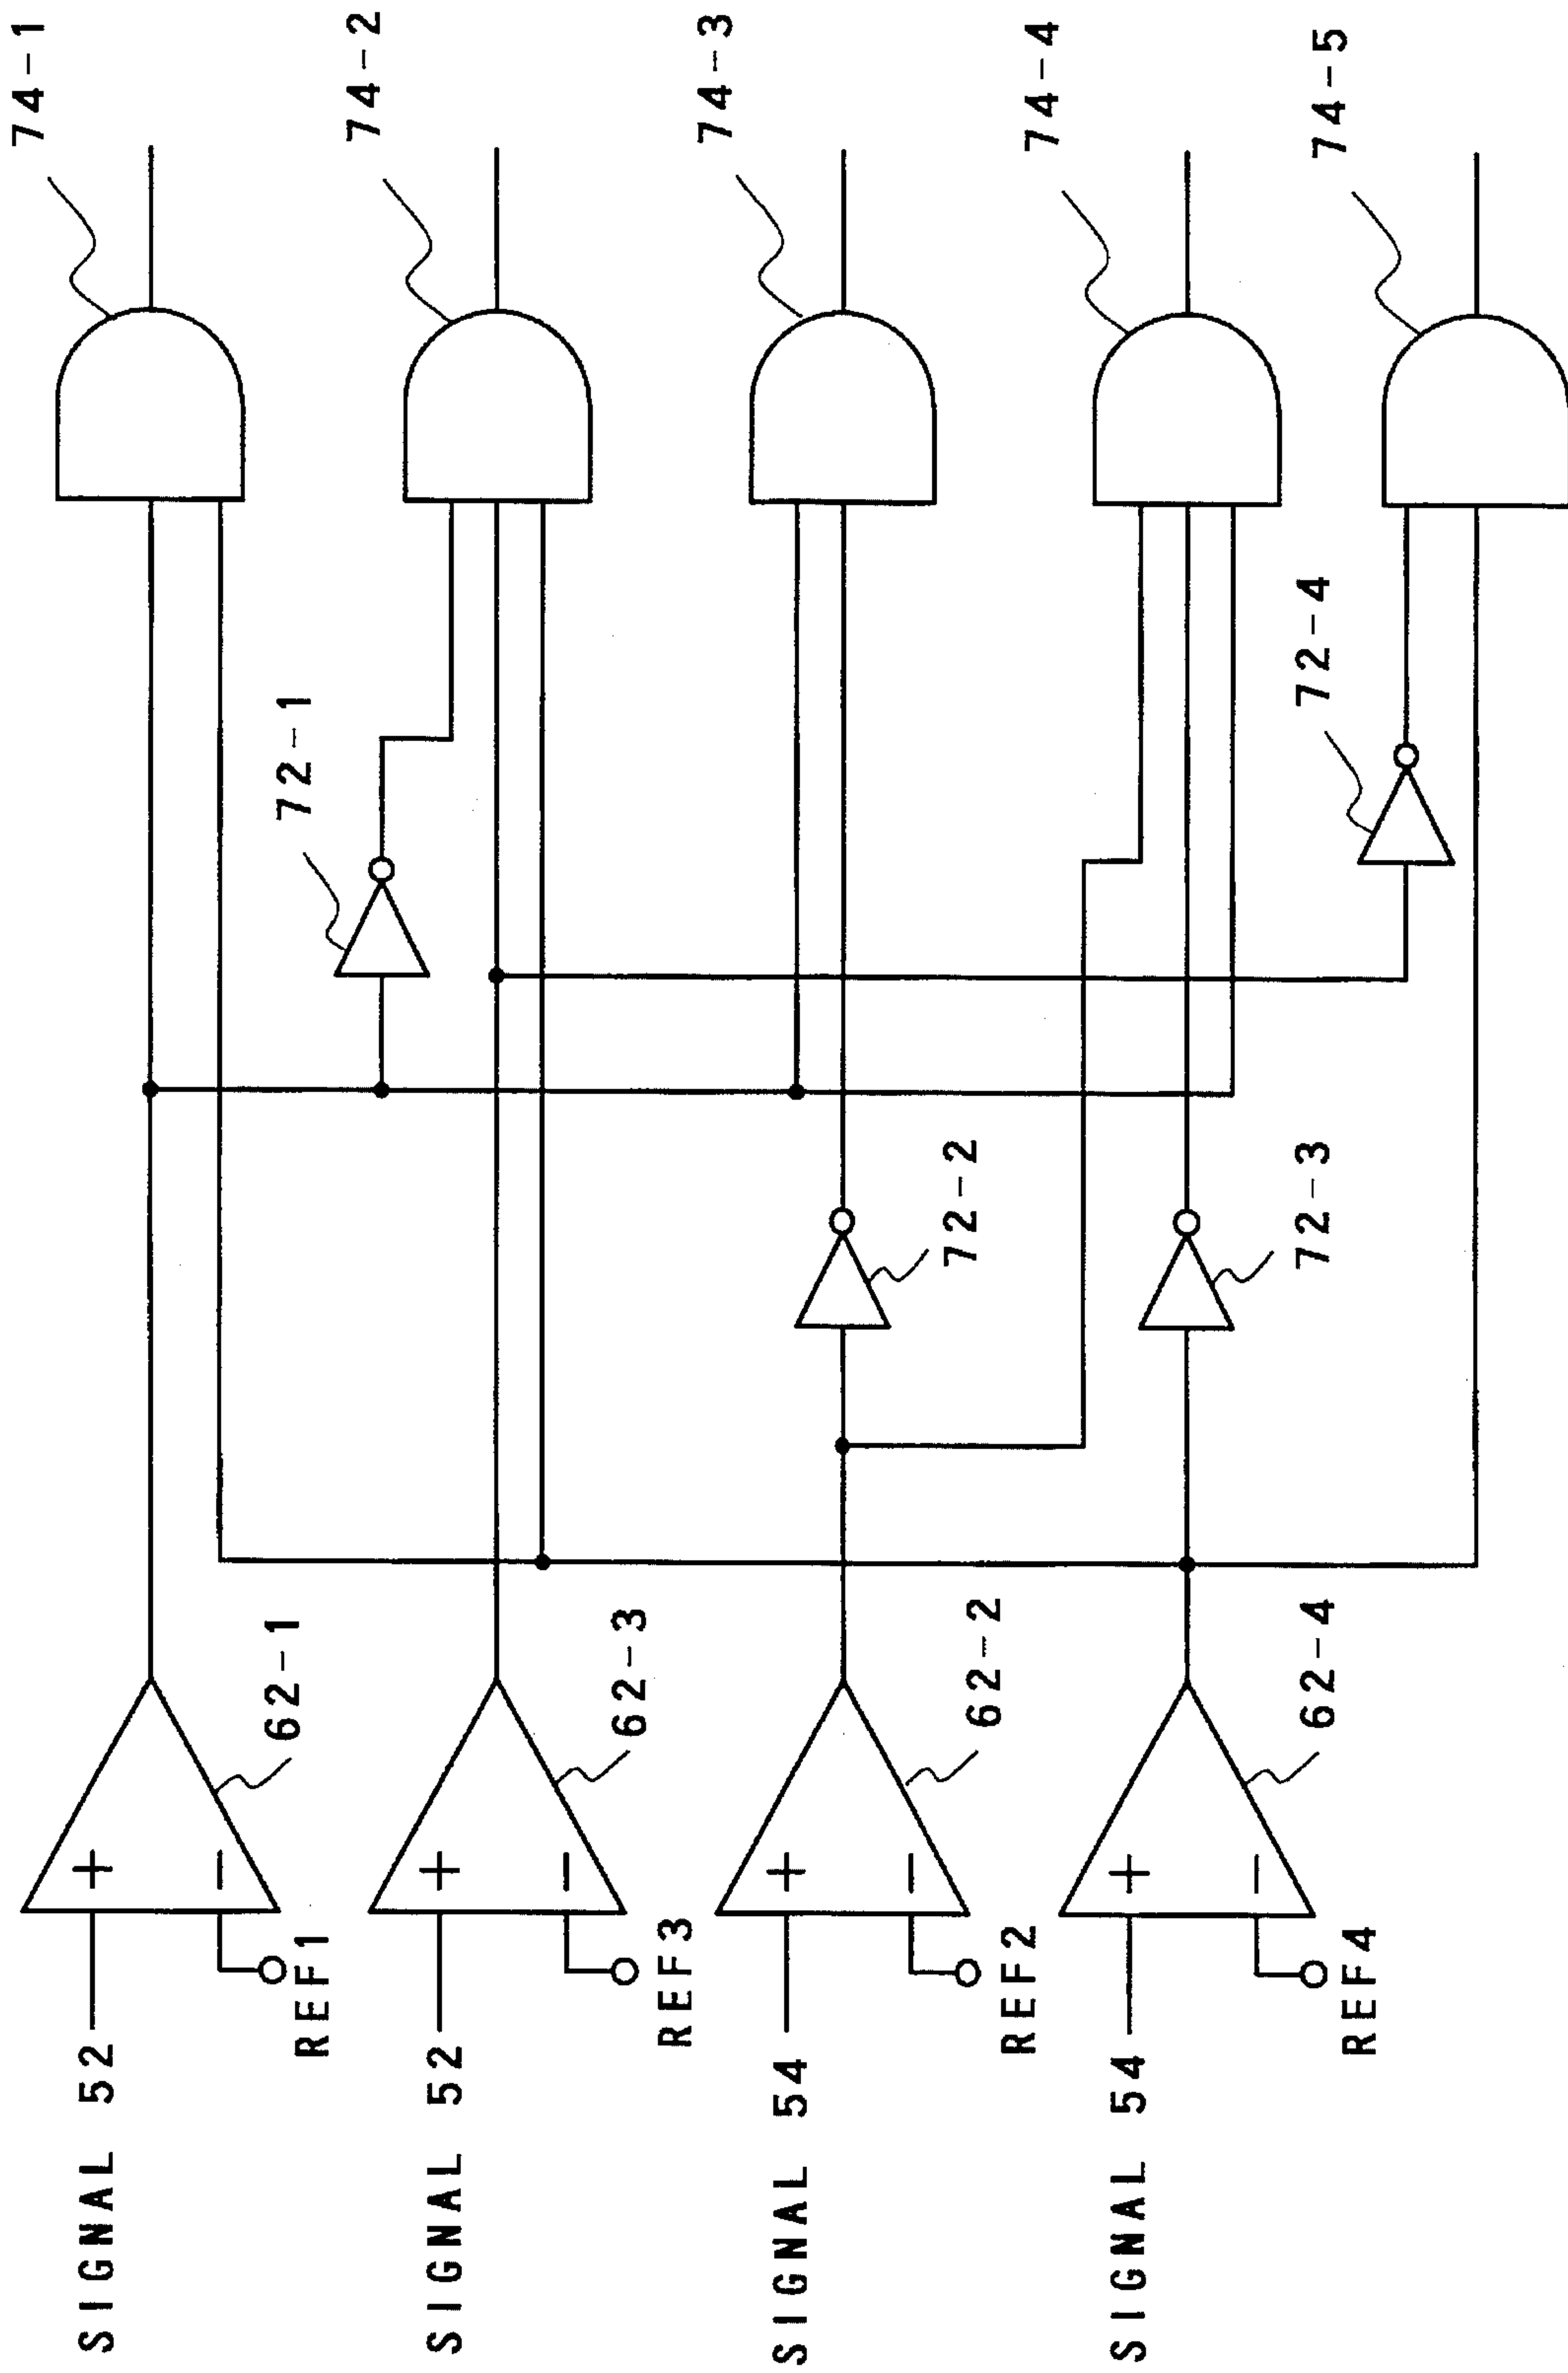 SIGNAL 52
+
−
REF1
62-1
74-1
SIGNAL 52
+
−
REF3
62-3
72-1
74-2
SIGNAL 54
+
−
REF2
62-2
72-2
74-3
SIGNAL 54
+
−
REF4
62-4
72-3
74-4
72-4
74-5